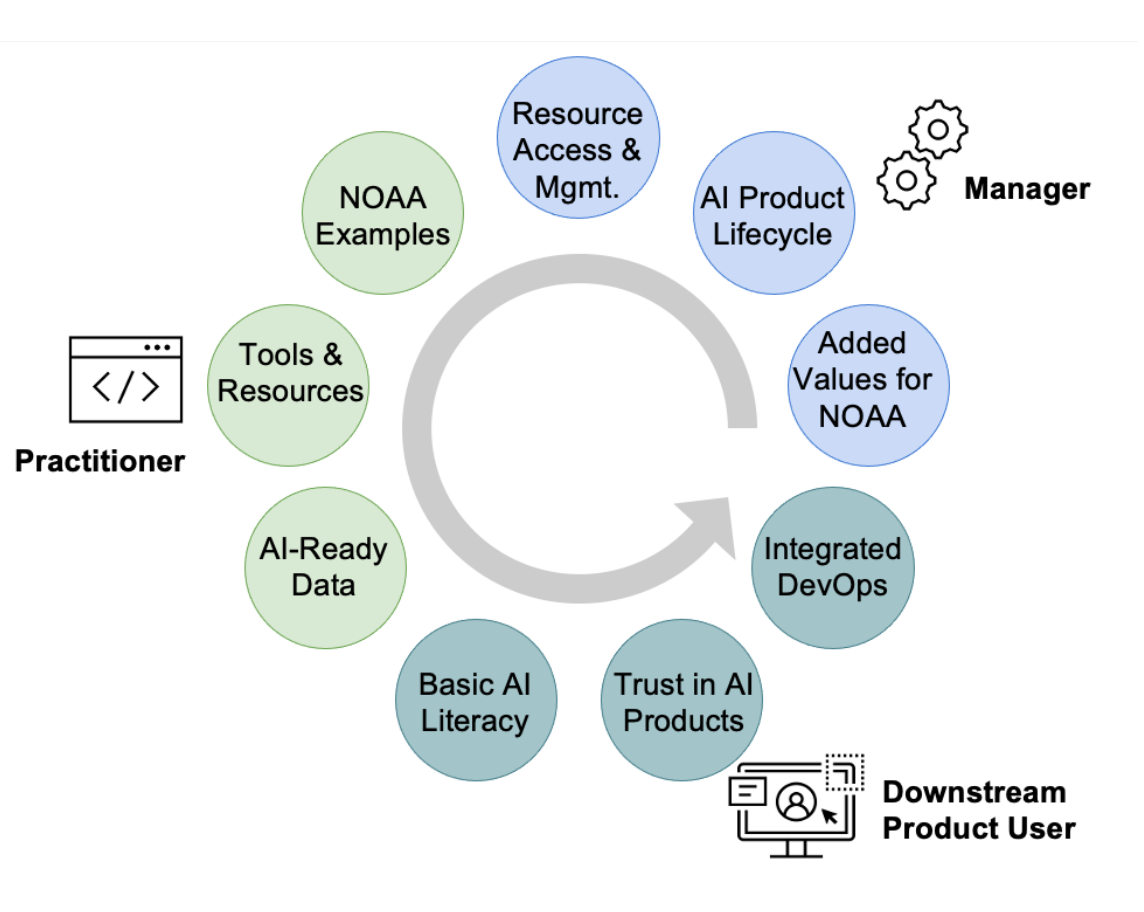 Resource
Access &
Mgmt.
NOAA
Examples
AI Product
Lifecycle
Manager
Tools &
Resources
Added
Values for
NOAA
</>
Practitioner
AI-Ready
Data
Integrated
DevOps
Basic AI
Literacy
Trust in AI
Products
Downstream
Product User